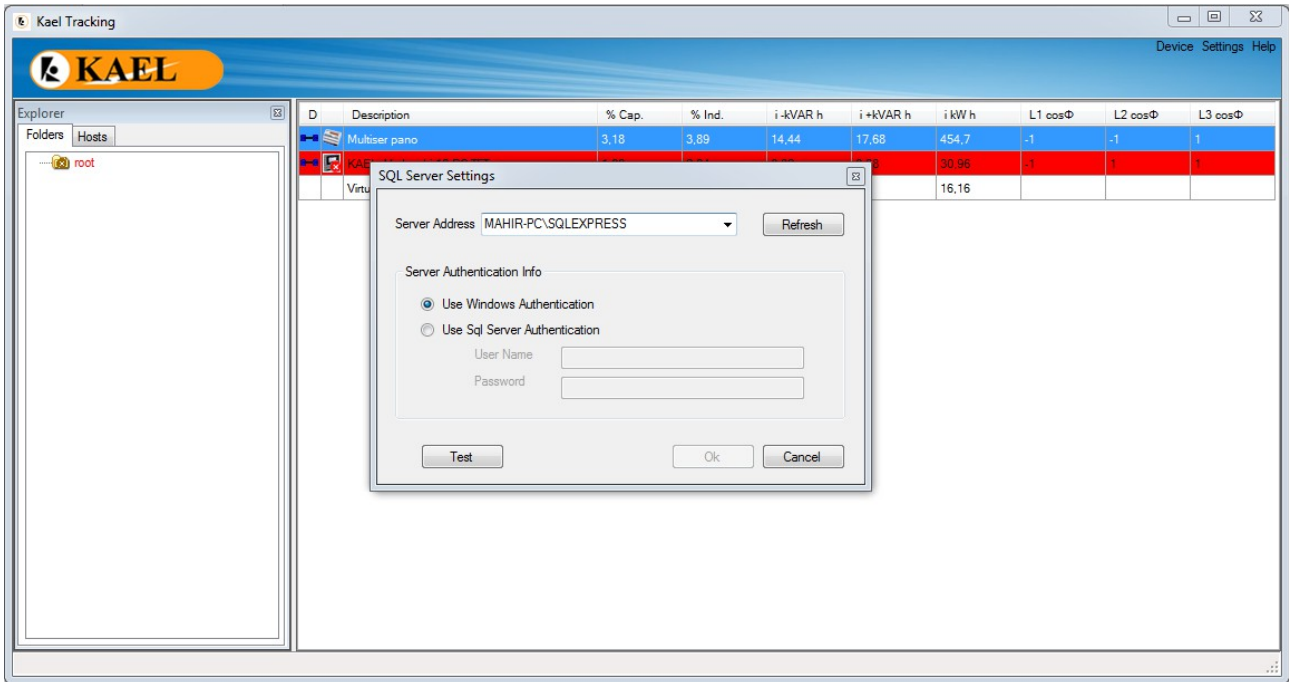 Kael Tracking
KAEL
Device Settings Help
Explorer
Folders Hosts
root
D Description % Cap. % Ind. i -kVAR h i +kVAR h i kW h L1 cosΦ L2 cosΦ L3 cosΦ
Multiser pano 3,18 3,89 14,44 17,68 454,7 -1 -1 1
30,96 -1 1 1
Virtu 16,16
SQL Server Settings
Server Address MAHIR-PC\SQLEXPRESS Refresh
Server Authentication Info
Use Windows Authentication
Use Sql Server Authentication
User Name
Password
Test Ok Cancel